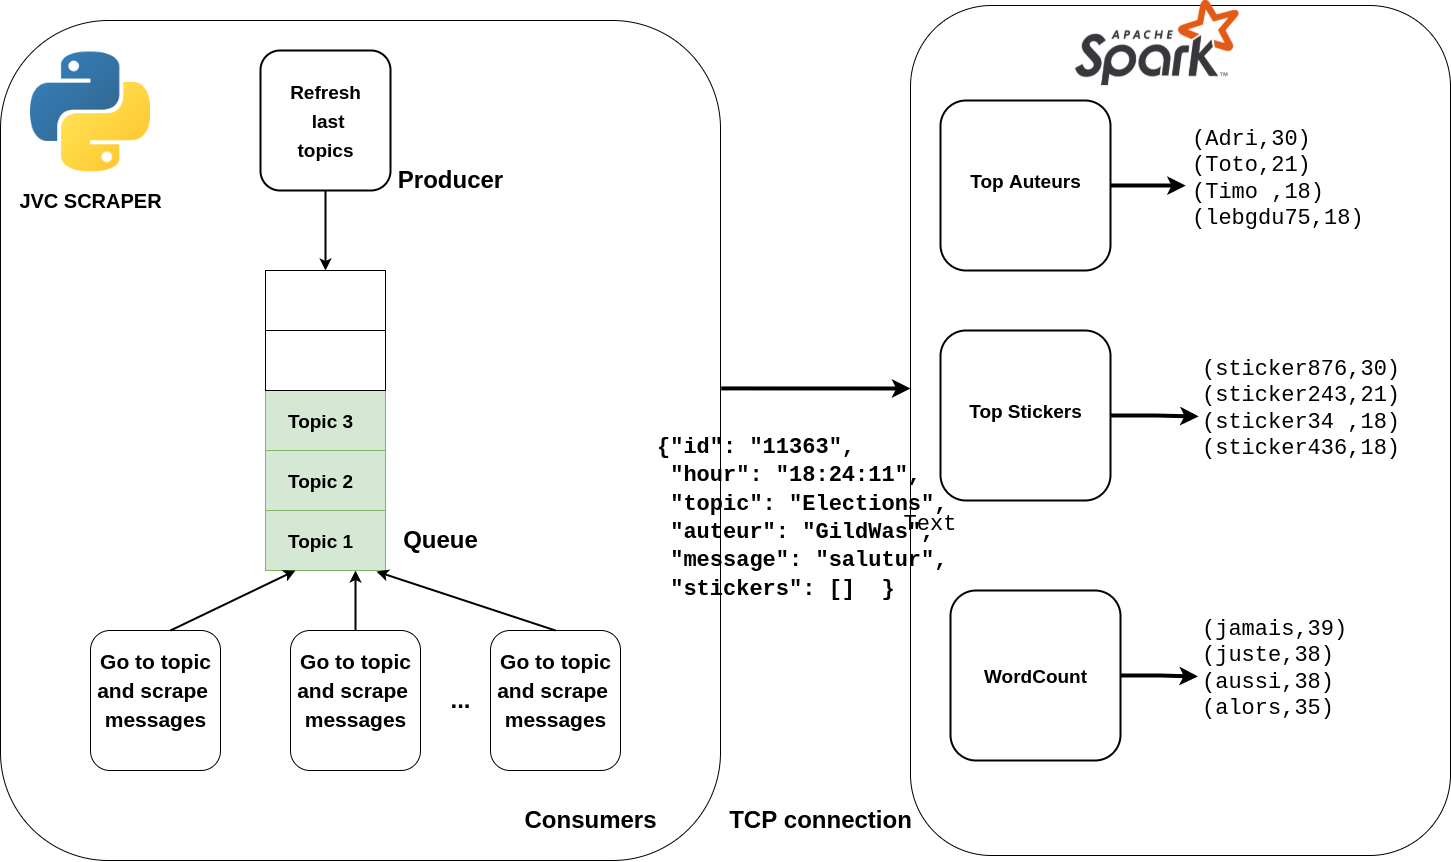 JVC SCRAPER
Refresh
last
topics
Producer
Topic 3
Topic 2
Topic 1
Queue
Go to topic
and scrape
messages
Go to topic
and scrape
messages
...
Go to topic
and scrape
messages
Consumers
{"id": "11363",
"hour": "18:24:11",
"topic": "Elections",
"auteur": "GildWas",
"message": "salutur",
"stickers": []  }
Text
TCP connection
APACHE
Spark™
Top Auteurs
(Adri,30)
(Toto,21)
(Timo ,18)
(lebgdu75,18)
Top Stickers
(sticker876,30)
(sticker243,21)
(sticker34 ,18)
(sticker436,18)
WordCount
(jamais,39)
(juste,38)
(aussi,38)
(alors,35)